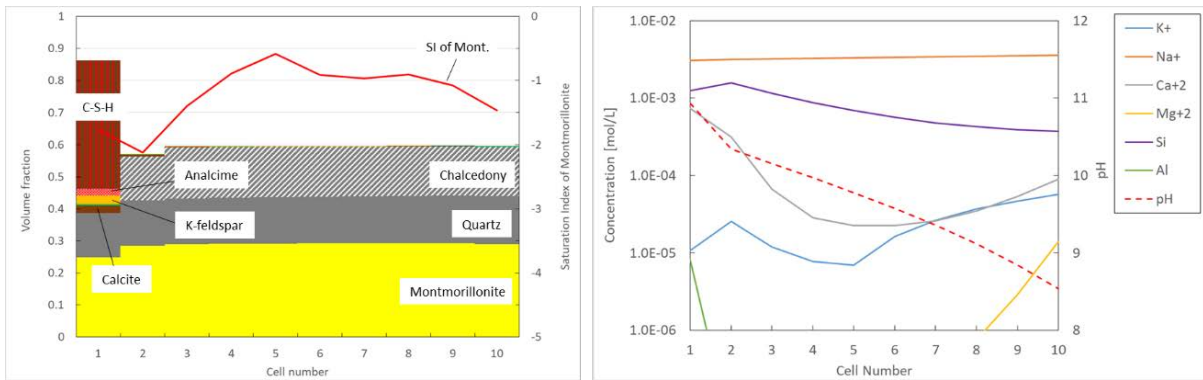 1
0.9
0.8
0.7
0.6
0.5
0.4
0.3
0.2
0.1
0
Volume fraction
C-S-H
SI of Mont.
Analcime
Chalcedony
K-feldspar
Quartz
Calcite
Montmorillonite
0
-1
-2
-3
-4
-5
Saturation Index of Montmorillonite
1 2 3 4 5 6 7 8 9 10
Cell number
1.0E-02
1.0E-03
1.0E-04
1.0E-05
1.0E-06
Concentration [mol/L]
12
11
10
9
8
pH
1 2 3 4 5 6 7 8 9 10
Cell Number
K+
Na+
Ca+2
Mg+2
Si
Al
pH